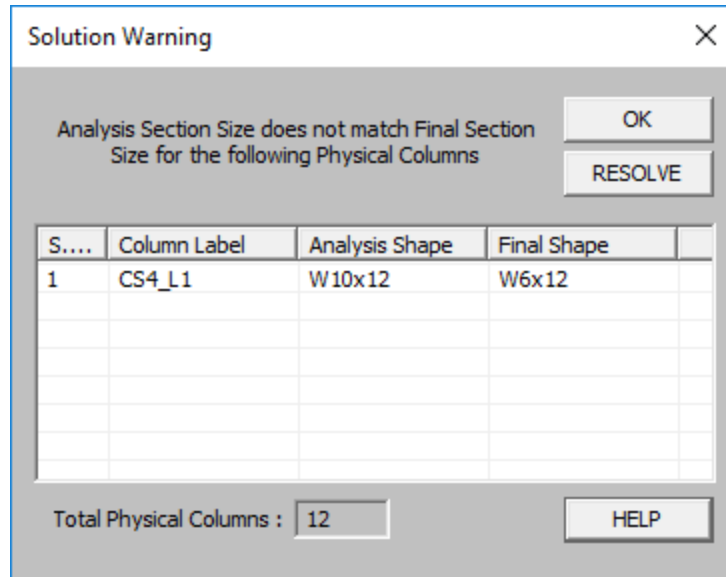 Solution Warning
Analysis Section Size does not match Final Section
Size for the following Physical Columns
OK
RESOLVE
S.... Column Label Analysis Shape Final Shape
1 CS4_L1 W10x12 W6x12
Total Physical Columns : 12
HELP